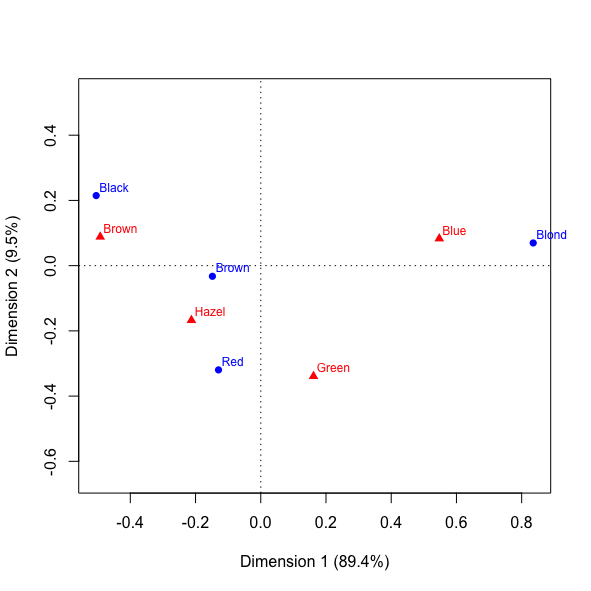 0.4
0.2
0.0
-0.2
-0.4
-0.6
Dimension 2 (9.5%)
Black
Brown
Blue
Blond
Brown
Hazel
Red
Green
-0.4 -0.2 0.0 0.2 0.4 0.6 0.8
Dimension 1 (89.4%)